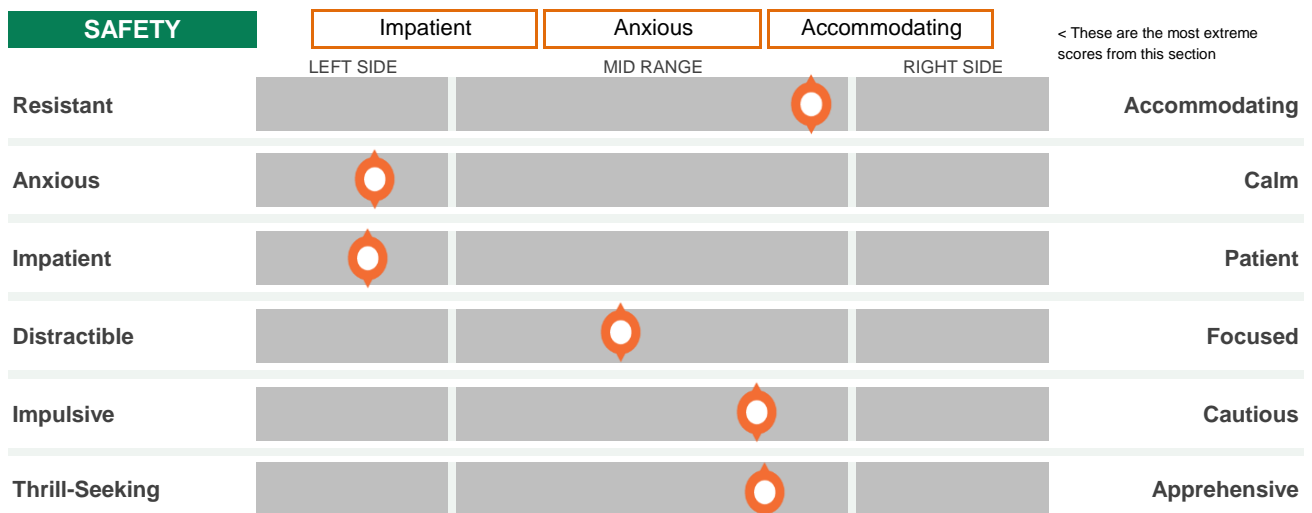 SAFETY
Impatient
Anxious
Accommodating
< These are the most extreme
scores from this section
LEFT SIDE
MID RANGE
RIGHT SIDE
Resistant
Accommodating
Anxious
Calm
Impatient
Patient
Distractible
Focused
Impulsive
Cautious
Thrill-Seeking
Apprehensive